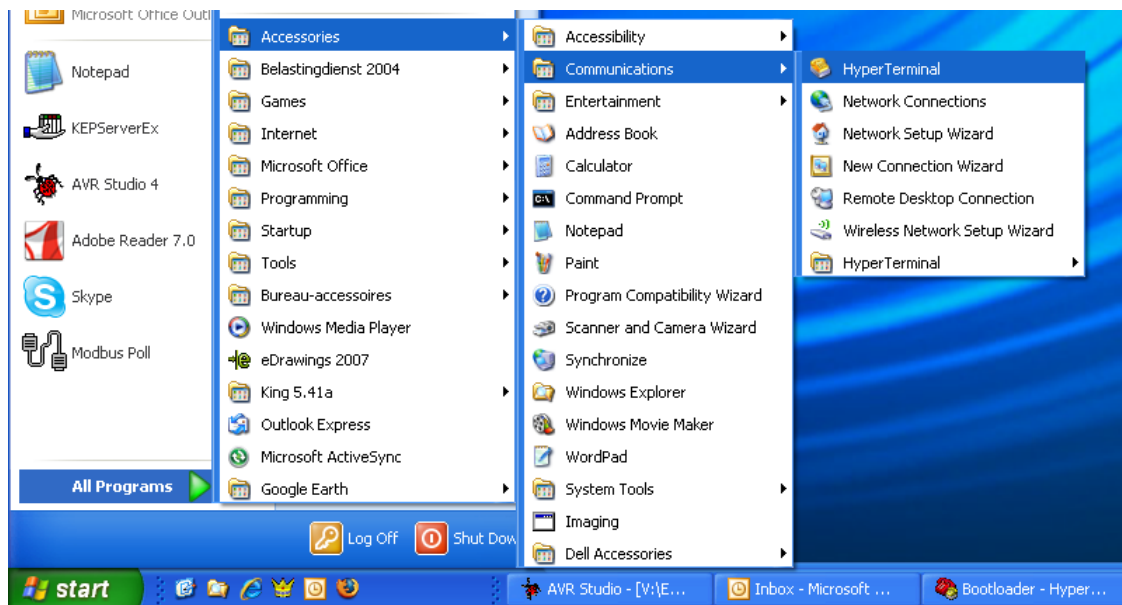 Microsoft Office Outl
Notepad
KEPServerEx
AVR Studio 4
Adobe Reader 7.0
Skype
Modbus Poll
All Programs
Accessories
Belastingdienst 2004
Games
Internet
Microsoft Office
Programming
Startup
Tools
Bureau-accessoires
Windows Media Player
eDrawings 2007
King 5.41a
Outlook Express
Microsoft ActiveSync
Google Earth
Accessibility
Communications
Entertainment
Address Book
Calculator
Command Prompt
Notepad
Paint
Program Compatibility Wizard
Scanner and Camera Wizard
Synchronize
Windows Explorer
Windows Movie Maker
WordPad
System Tools
Imaging
Dell Accessories
HyperTerminal
Network Connections
Network Setup Wizard
New Connection Wizard
Remote Desktop Connection
Wireless Network Setup Wizard
HyperTerminal
Log Off
Shut Dow
start
AVR Studio - [V:\E...
Inbox - Microsoft ...
Bootloader - Hyper...